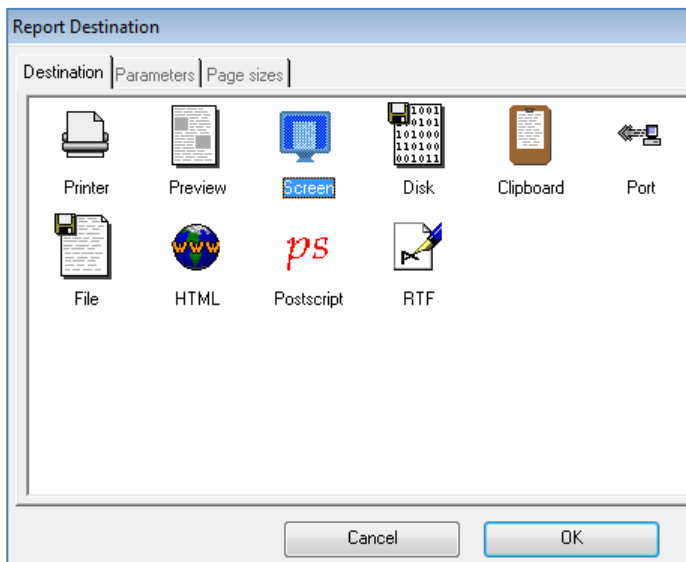 Report Destination
Destination Parameters Page sizes
Printer Preview Screen Disk Clipboard Port
File HTML Postscript RTF
Cancel OK